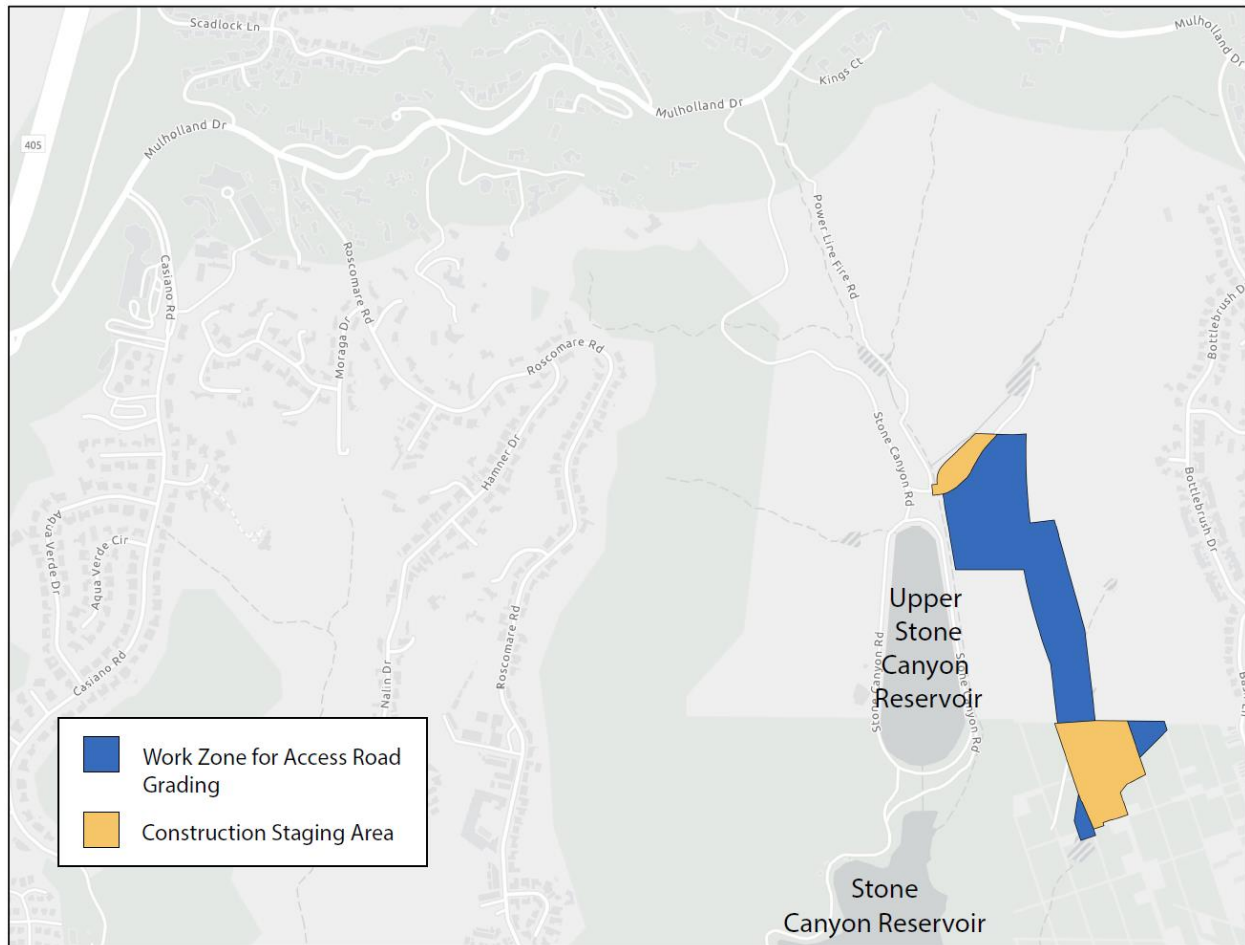 Scadlock Ln
Mulholland Dr
Kings Ct
Mulholland Dr
405
Mulholland Dr
Power Line Fire Rd
Casiano Rd
Roscomare Rd
Bottlebrush D
Moraga Dr
Roscomare Rd
Stone Canyon Rd
Hamner Dr
Bottlebrush Dr
Aqua Verde Dr
Aqua Verde Cir
Upper
Stone
Canyon
Reservoir
Stone Canyon Rd
Stone Canyon Rd
Roscomare Rd
Nalin Dr
Casiano Rd
Work Zone for Access Road
Grading
Construction Staging Area
Stone
Canyon Reservoir